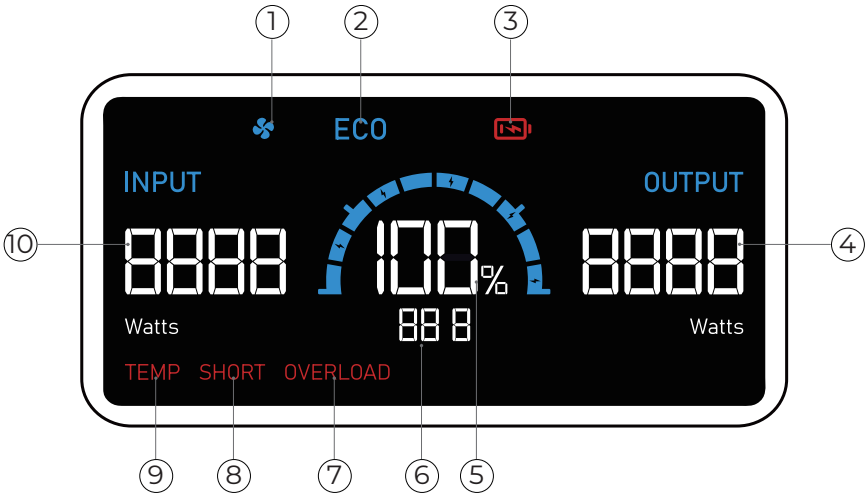 1 2 3
ECO
INPUT OUTPUT
10 8888 100% 8888 4
Watts 88 8 Watts
TEMP SHORT OVERLOAD
9 8 7 6 5